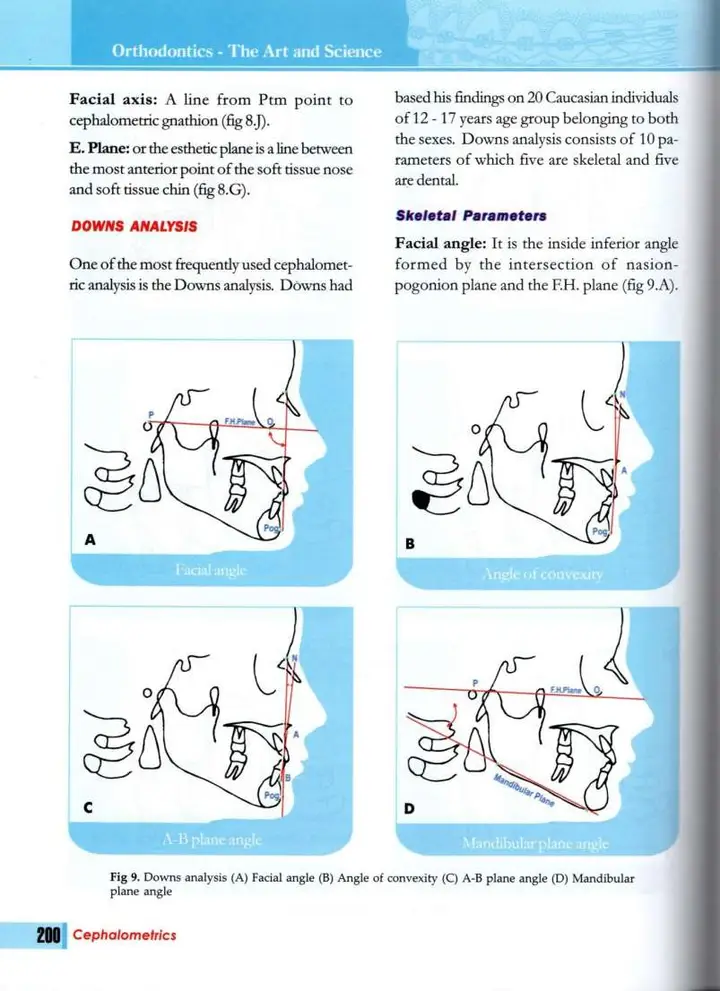 Orthodontics - The Art and Science
Facial axis: A line from Ptm point to
cephalometric gnathion (fig 8.J).
E. Plane: or the esthetic plane is a line between
the most anterior point of the soft tissue nose
and soft tissue chin (fig 8.G).
DOWNS ANALYSIS
One of the most frequently used cephalomet-
ric analysis is the Downs analysis. Downs had
based his findings on 20 Caucasian individuals
of 12 - 17 years age group belonging to both
the sexes. Downs analysis consists of 10 pa-
rameters of which five are skeletal and five
are dental.
Skeletal Parameters
Facial angle: It is the inside inferior angle
formed by the intersection of nasion-
pogonion plane and the F.H. plane (fig 9.A).
P
F.H.Plane
O
Pog
A
Facial angle
N
A
Pog
B
Angle of convexity
N
A
B
Pog
C
A-B plane angle
P
F.H.Plane
O
Mandibular Plane
D
Mandibular plane angle
Fig 9. Downs analysis (A) Facial angle (B) Angle of convexity (C) A-B plane angle (D) Mandibular
plane angle
200 Cephalometrics